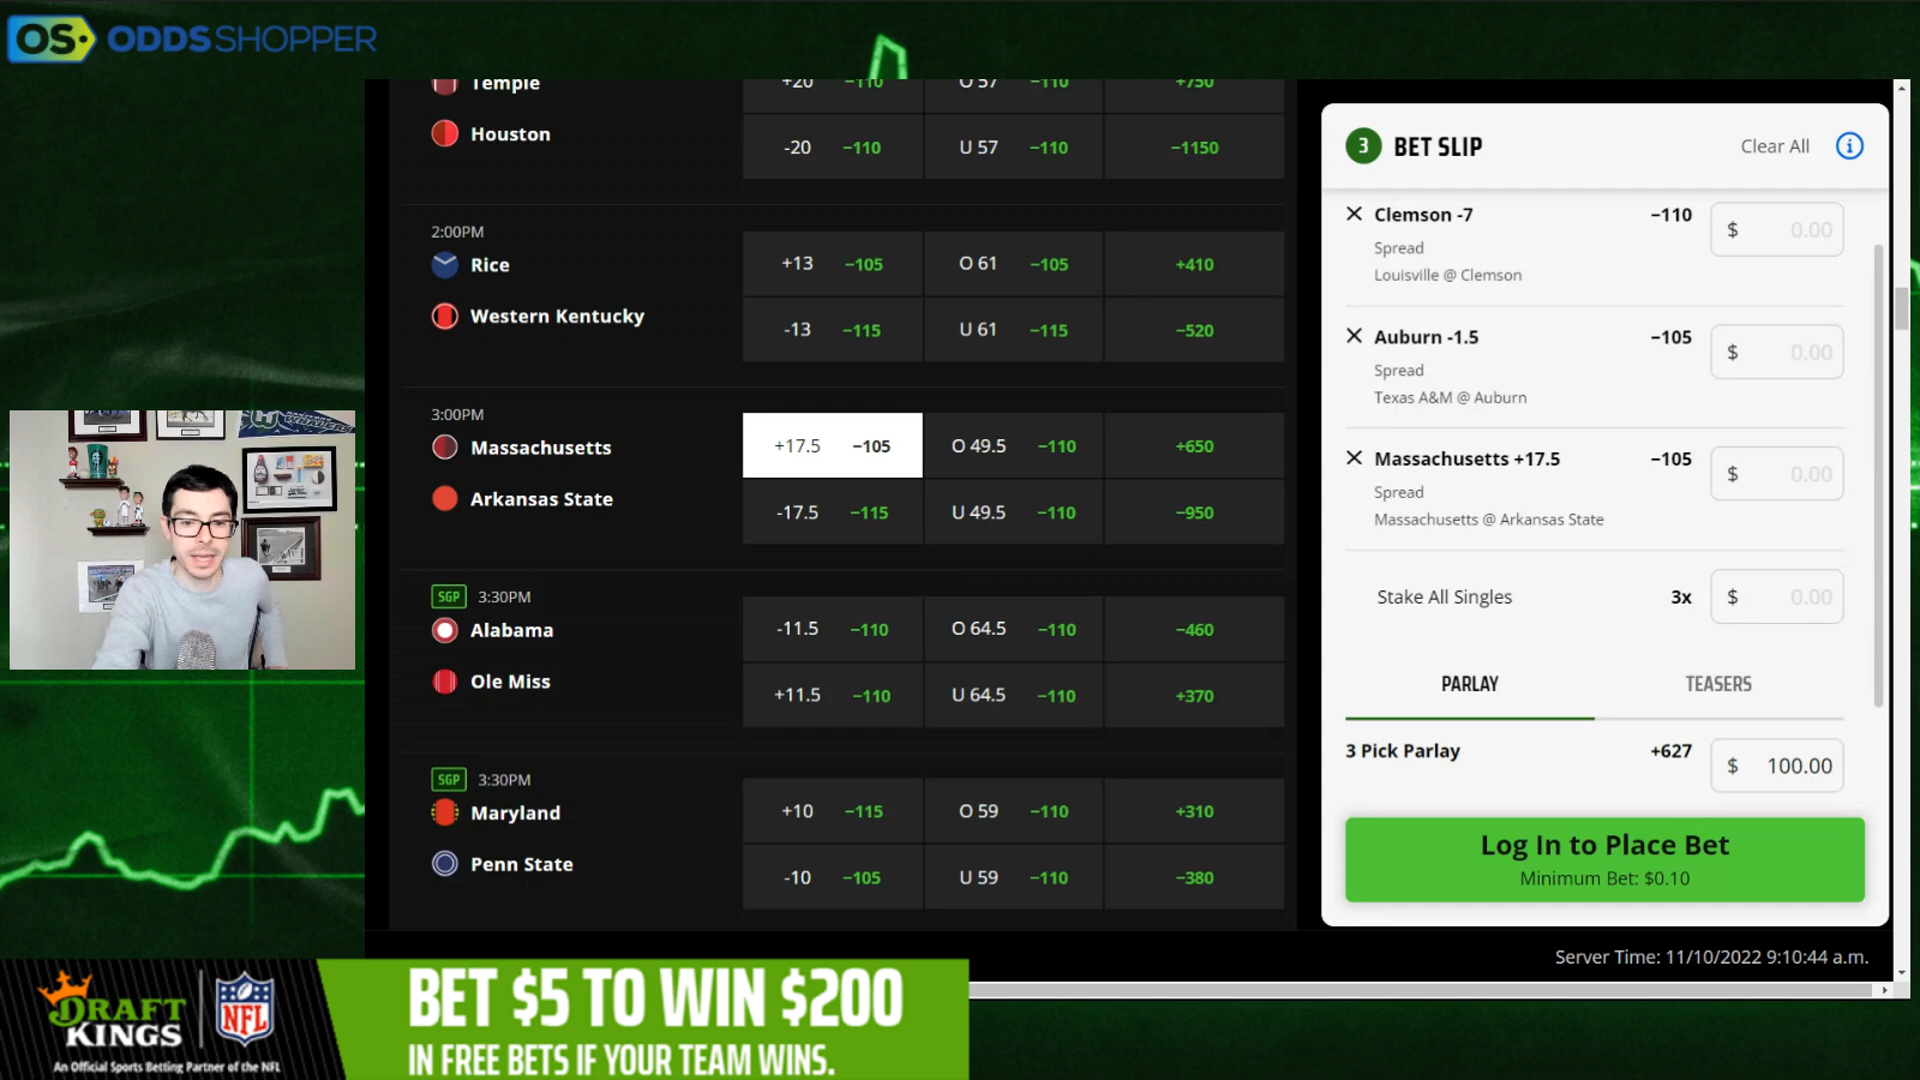 OS. ODDSSHOPPER
Temple +20 −110 O 57 −110 +750
Houston -20 −110 U 57 −110 −1150
2:00PM
Rice +13 −105 O 61 −105 +410
Western Kentucky -13 −115 U 61 −115 −520
3:00PM
Massachusetts +17.5 −105 O 49.5 −110 +650
Arkansas State -17.5 −115 U 49.5 −110 −950
SGP 3:30PM
Alabama -11.5 −110 O 64.5 −110 −460
Ole Miss +11.5 −110 U 64.5 −110 +370
SGP 3:30PM
Maryland +10 −115 O 59 −110 +310
Penn State -10 −105 U 59 −110 −380
3 BET SLIP Clear All i
Clemson -7 −110 $ 0.00
Spread
Louisville @ Clemson
Auburn -1.5 −105 $ 0.00
Spread
Texas A&M @ Auburn
Massachusetts +17.5 −105 $ 0.00
Spread
Massachusetts @ Arkansas State
Stake All Singles 3x $ 0.00
PARLAY TEASERS
3 Pick Parlay +627 $ 100.00
Log In to Place Bet
Minimum Bet: $0.10
Server Time: 11/10/2022 9:10:44 a.m.
DRAFT KINGS NFL
An Official Sports Betting Partner of the NFL
BET $5 TO WIN $200
IN FREE BETS IF YOUR TEAM WINS.